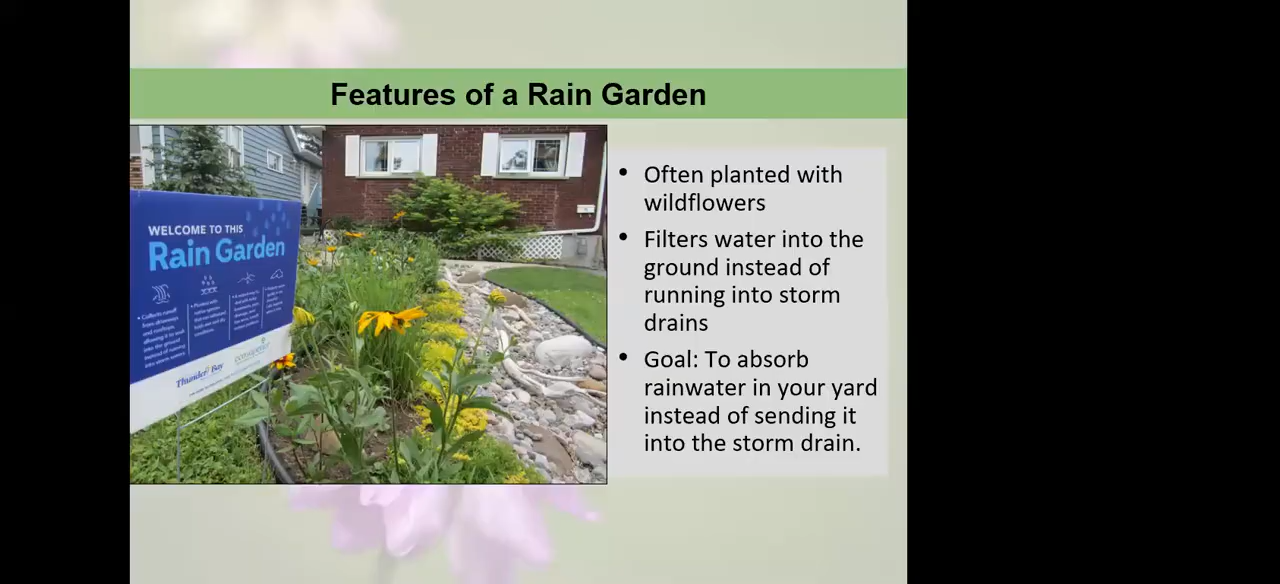 Features of a Rain Garden
WELCOME TO THIS
Rain Garden
Thunder Bay
• Often planted with
wildflowers
• Filters water into the
ground instead of
running into storm
drains
• Goal: To absorb
rainwater in your yard
instead of sending it
into the storm drain.